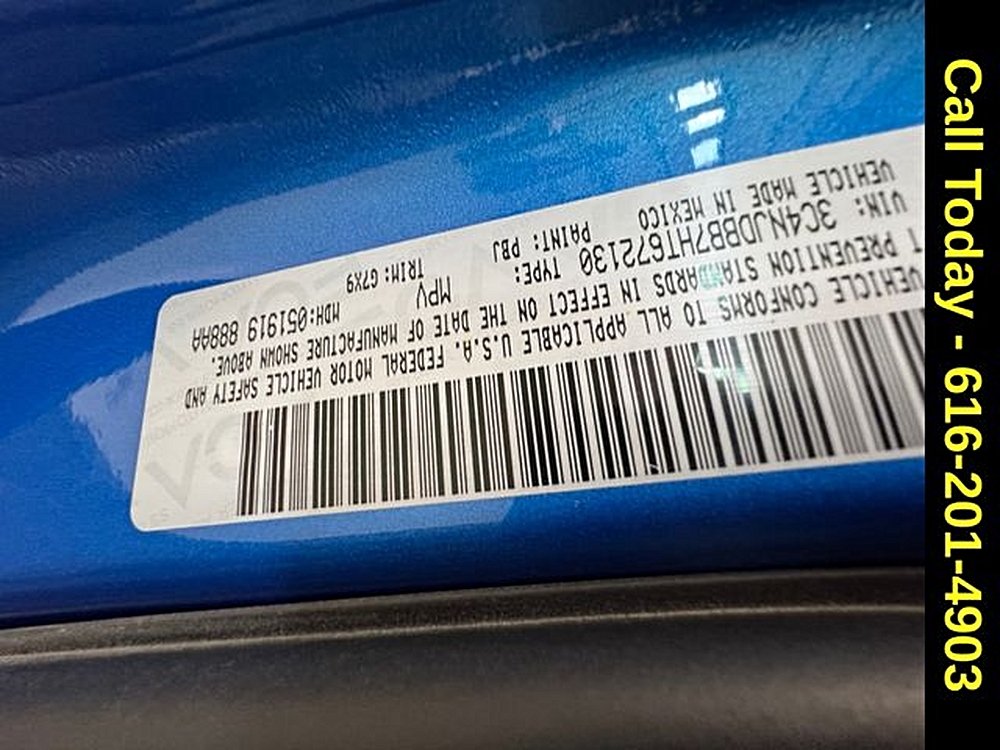 VEHICLE CONFORMS TO ALL APPLICABLE U.S.A. FEDERAL MOTOR VEHICLE SAFETY AND
T PREVENTION STANDARDS IN EFFECT ON THE DATE OF MANUFACTURE SHOWN ABOVE.
VIN: 3C4NJDBB7HT672130 TYPE: MPV MDH:051919 888AA
VEHICLE MADE IN MEXICO PAINT: PBJ TRIM: G7X9
Call Today - 616-201-4903